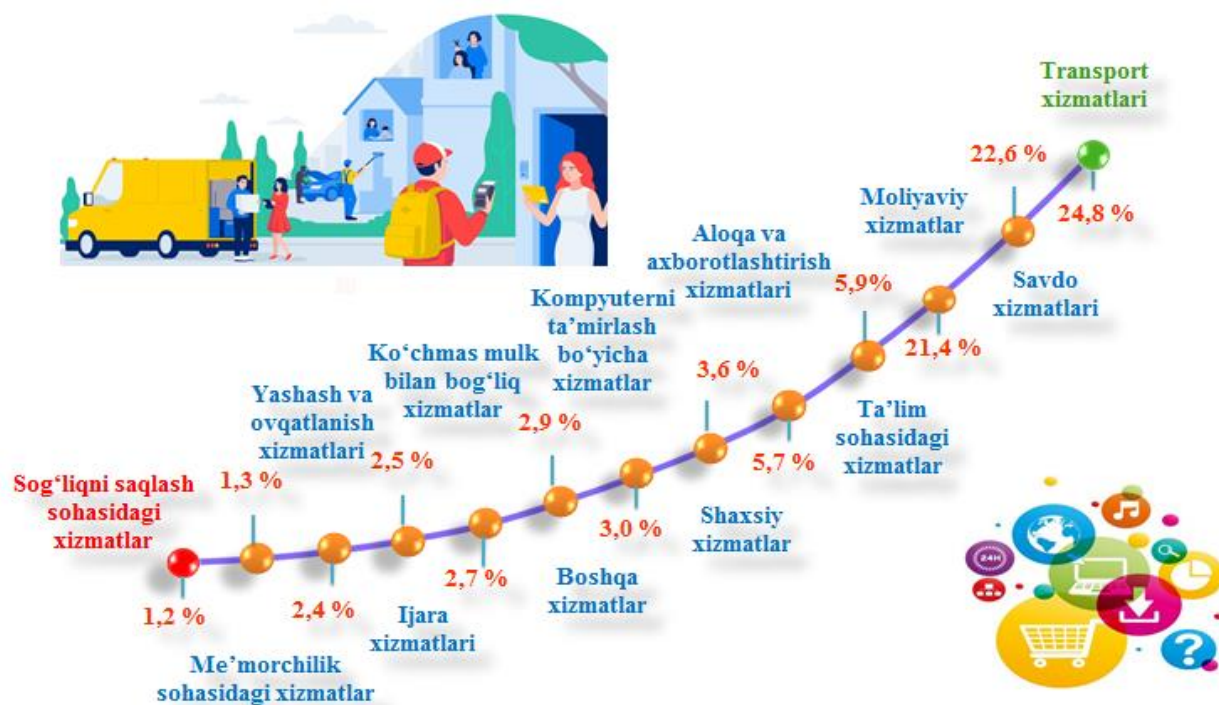 Transport
xizmatlari
22,6 %
24,8 %
Moliyaviy
xizmatlar
Savdo
xizmatlari
Aloqa va
axborotlashtirish
xizmatlari
5,9%
21,4 %
Kompyuterni
ta’mirlash
bo‘yicha
xizmatlar
3,6 %
5,7 %
Ta’lim
sohasidagi
xizmatlar
Ko‘chmas mulk
bilan bog‘liq
xizmatlar
2,9 %
3,0 %
Shaxsiy
xizmatlar
Yashash va
ovqatlanish
xizmatlari
2,5 %
2,7 %
Boshqa
xizmatlar
Sog‘liqni saqlash
sohasidagi
xizmatlar
1,3 %
1,2 %
2,4 %
Ijara
xizmatlari
Me’morchilik
sohasidagi xizmatlar
24H
?